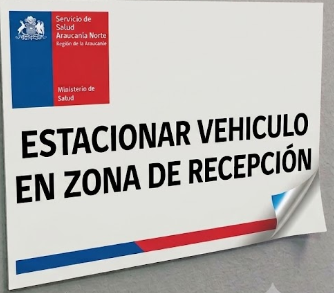 Servicio de
Salud
Araucanía Norte
Región de la Araucanía
Ministerio de
Salud
ESTACIONAR VEHICULO
EN ZONA DE RECEPCIÓN